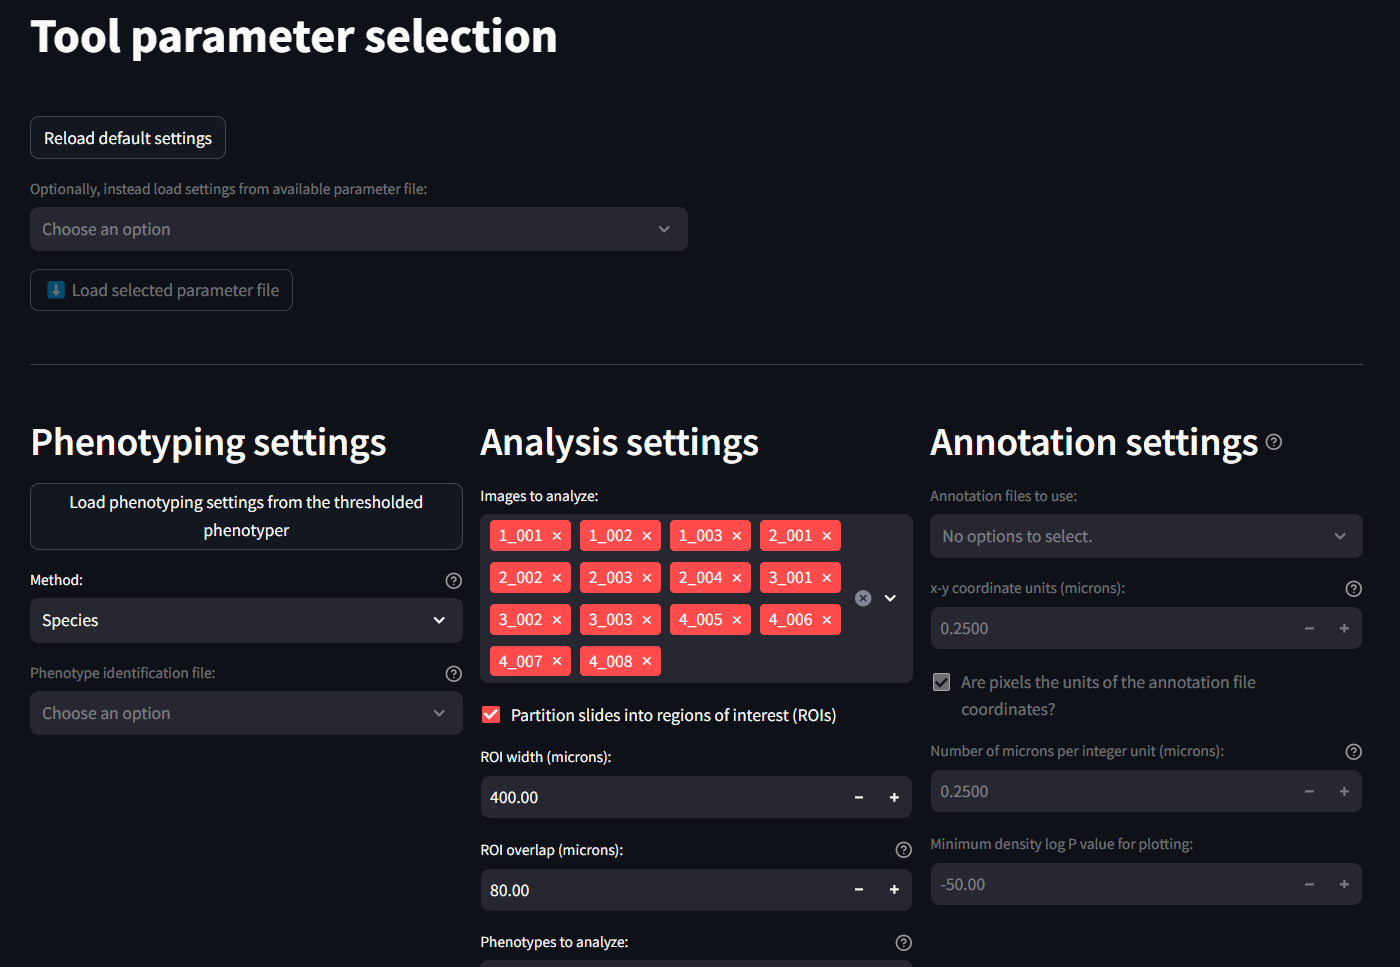 Tool parameter selection
Reload default settings
Optionally, instead load settings from available parameter file:
Choose an option
Load selected parameter file
Phenotyping settings
Load phenotyping settings from the thresholded
phenotyper
Method:
Species
Phenotype identification file:
Choose an option
Analysis settings
Images to analyze:
1_001 × 1_002 × 1_003 × 2_001 ×
2_002 × 2_003 × 2_004 × 3_001 ×
3_002 × 3_003 × 4_005 × 4_006 ×
4_007 × 4_008 ×
Partition slides into regions of interest (ROIs)
ROI width (microns):
400.00
ROI overlap (microns):
80.00
Phenotypes to analyze:
Annotation settings
Annotation files to use:
No options to select.
x-y coordinate units (microns):
0.2500
Are pixels the units of the annotation file
coordinates?
Number of microns per integer unit (microns):
0.2500
Minimum density log P value for plotting:
-50.00